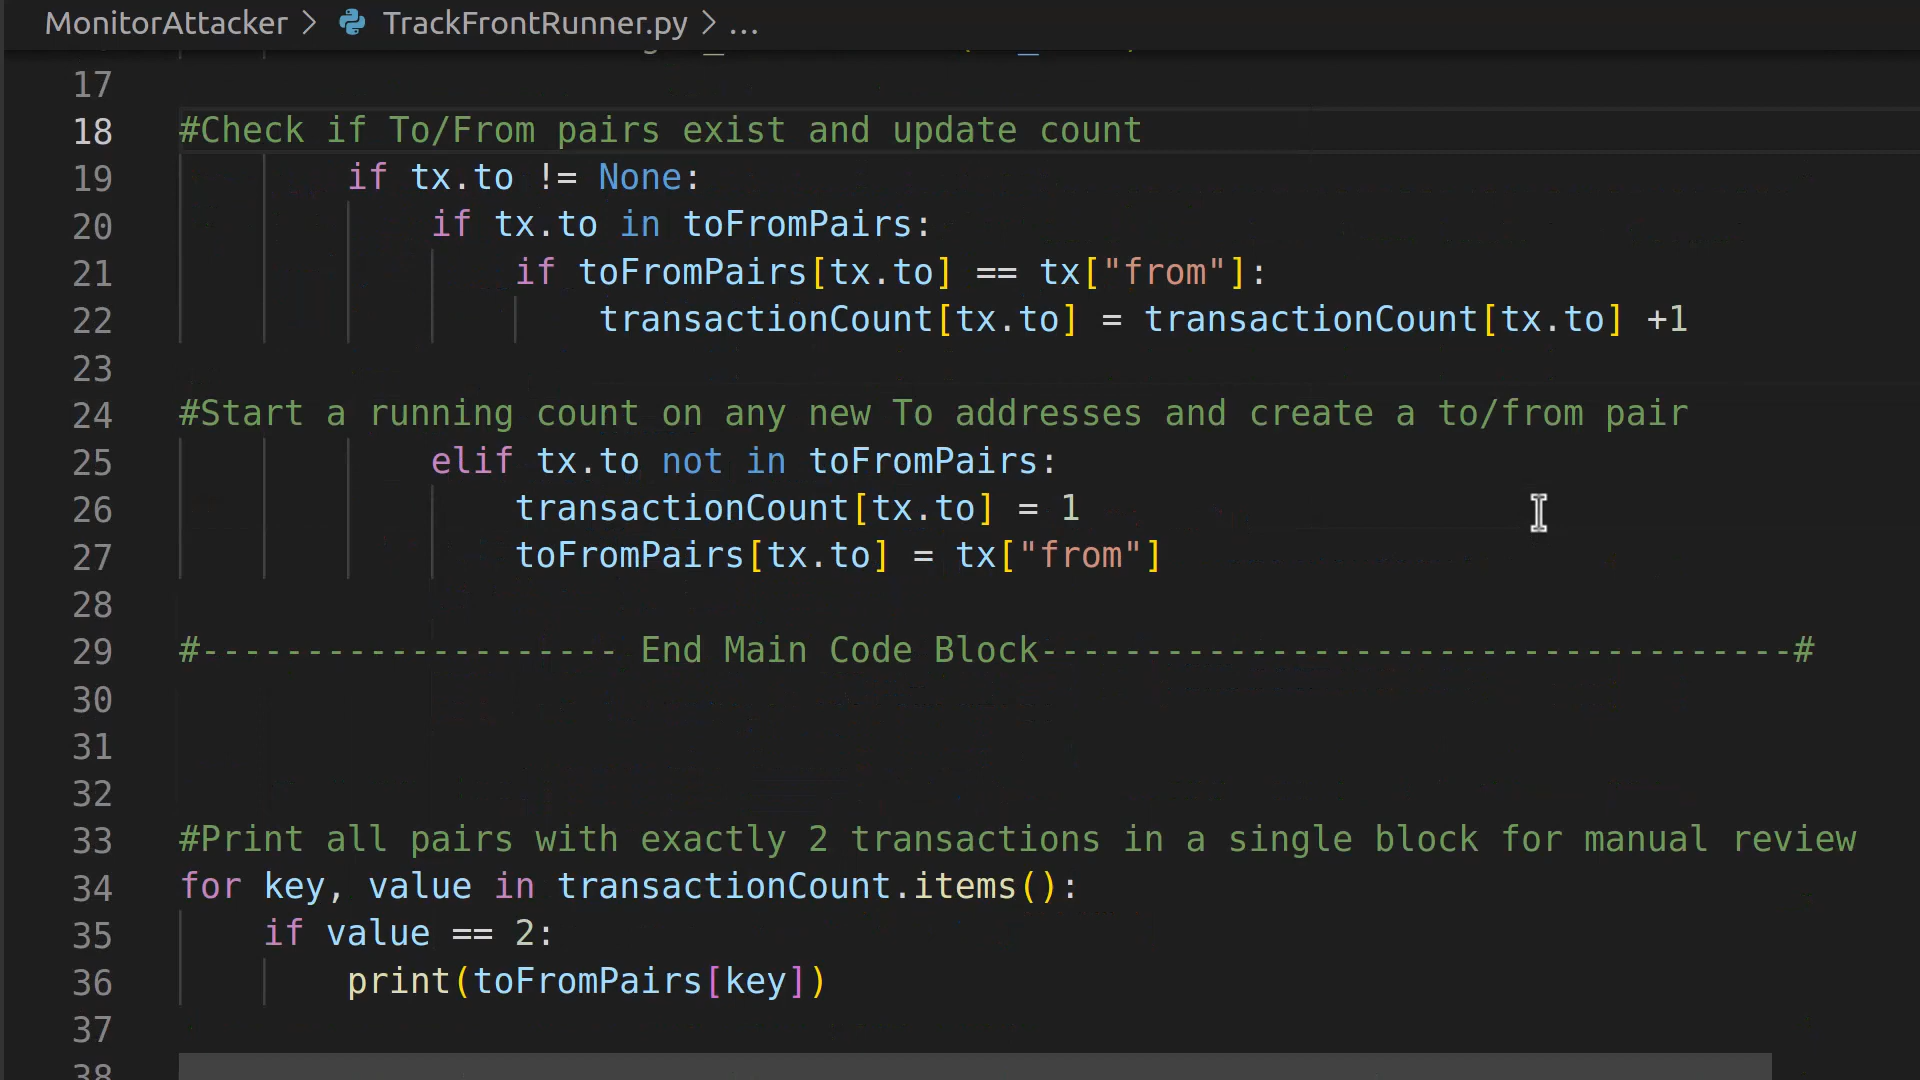 MonitorAttacker > TrackFrontRunner.py > ...
17
18 #Check if To/From pairs exist and update count
19         if tx.to != None:
20             if tx.to in toFromPairs:
21                 if toFromPairs[tx.to] == tx["from"]:
22                     transactionCount[tx.to] = transactionCount[tx.to] +1
23
24 #Start a running count on any new To addresses and create a to/from pair
25             elif tx.to not in toFromPairs:
26                 transactionCount[tx.to] = 1
27                 toFromPairs[tx.to] = tx["from"]
28
29 #-------------------- End Main Code Block------------------------------------#
30
31
32
33 #Print all pairs with exactly 2 transactions in a single block for manual review
34 for key, value in transactionCount.items():
35     if value == 2:
36         print(toFromPairs[key])
37
38